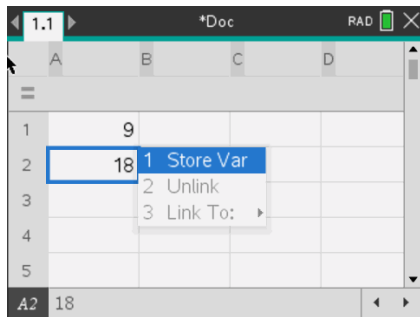 1.1 *Doc RAD
A B C D
=
1 9
2 18
3
4
5
1 Store Var
2 Unlink
3 Link To:
A2 18